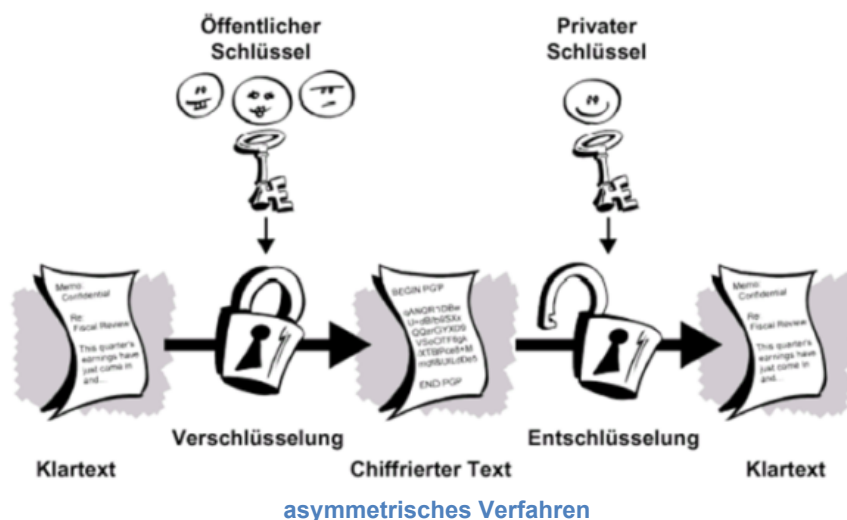 Öffentlicher
Schlüssel
Privater
Schlüssel
Memo:
Confidential
Re:
Fiscal Review
This quarter's
earnings have
just come in
and...
BEGIN PGP
END PGP
Memo:
Confidential
Re:
Fiscal Review
This quarter's
earnings have
just come in
and...
Verschlüsselung
Entschlüsselung
Klartext
Chiffrierter Text
Klartext
asymmetrisches Verfahren